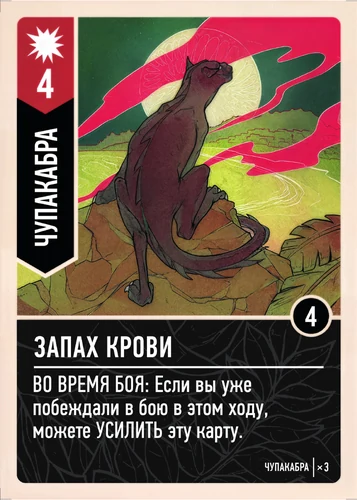 4
ЧУПАКАБРА
4
ЗАПАХ КРОВИ
ВО ВРЕМЯ БОЯ: Если вы уже
побеждали в бою в этом ходу,
можете УСИЛИТЬ эту карту.
ЧУПАКАБРА | ×3